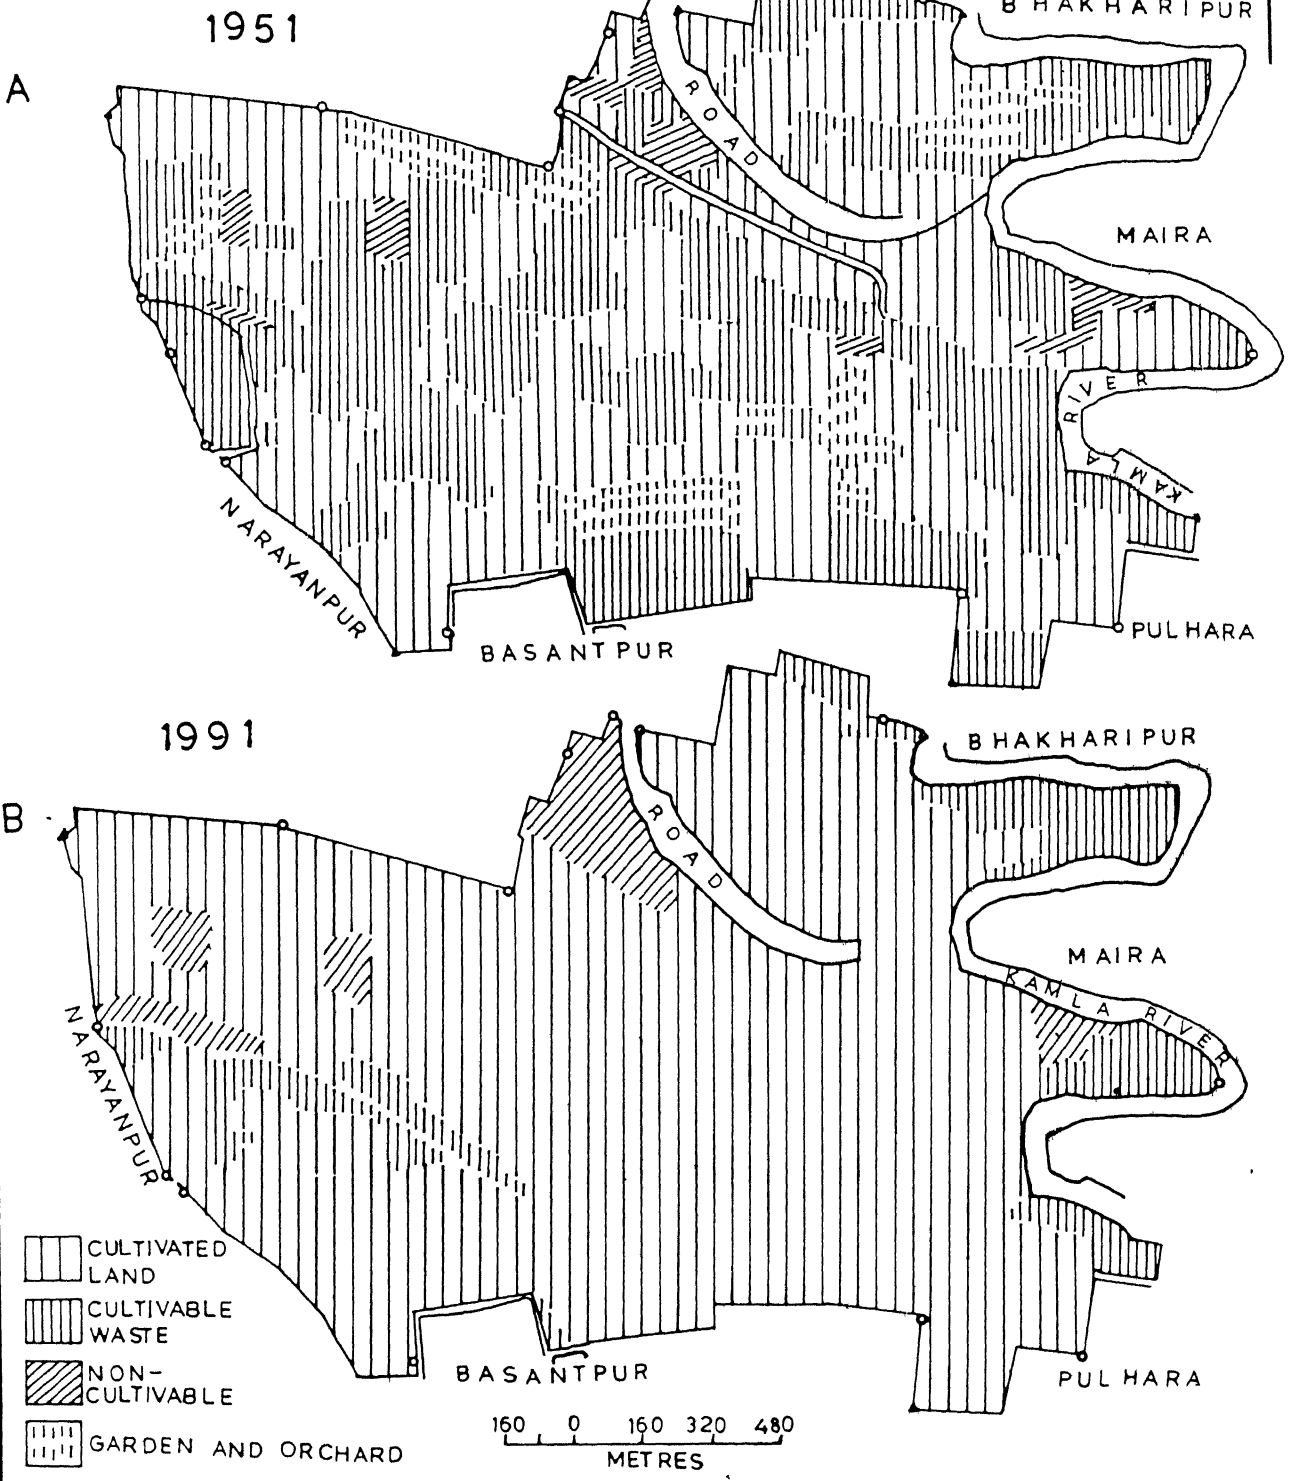 1951
BHAKHARIPUR
A
ROAD
MAIRA
RIVER
KAMLA
NARAYANPUR
BASANTPUR
PULHARA
1991
BHAKHARIPUR
B
ROAD
MAIRA
KAMLA RIVER
NARAYANPUR
CULTIVATED
LAND
CULTIVABLE
WASTE
NON-
CULTIVABLE
GARDEN AND ORCHARD
BASANTPUR
PULHARA
160 0 160 320 480
METRES